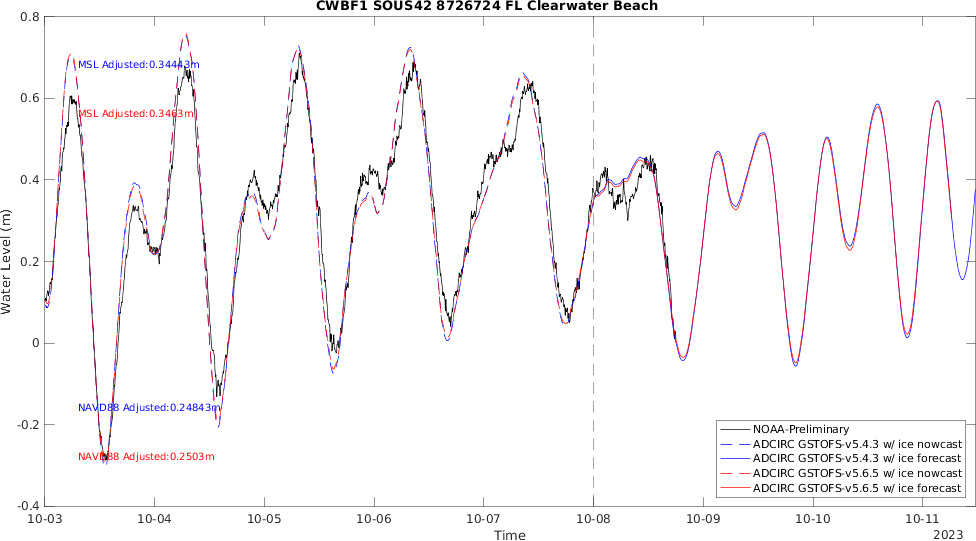 CWBF1 SOUS42 8726724 FL Clearwater Beach
0.8
0.6
0.4
0.2
0
-0.2
-0.4
Water Level (m)
MSL Adjusted:0.34443m
MSL Adjusted:0.3463m
NAVD88 Adjusted:0.24843m
NAVD88 Adjusted:0.2503m
NOAA-Preliminary
ADCIRC GSTOFS-v5.4.3 w/ ice nowcast
ADCIRC GSTOFS-v5.4.3 w/ ice forecast
ADCIRC GSTOFS-v5.6.5 w/ ice nowcast
ADCIRC GSTOFS-v5.6.5 w/ ice forecast
10-03 10-04 10-05 10-06 10-07 10-08 10-09 10-10 10-11
Time
2023